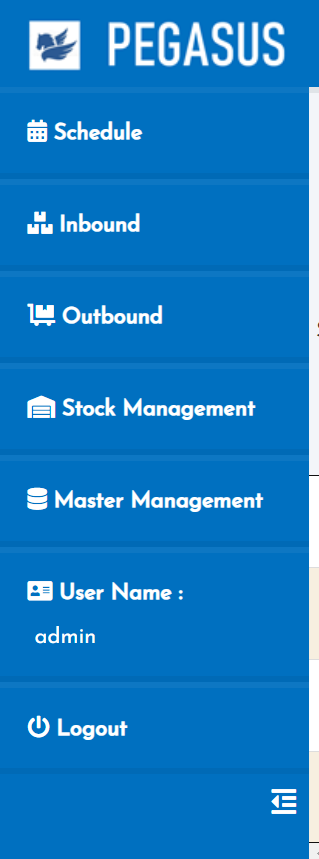 PEGASUS
Schedule
Inbound
Outbound
Stock Management
Master Management
User Name :
admin
Logout